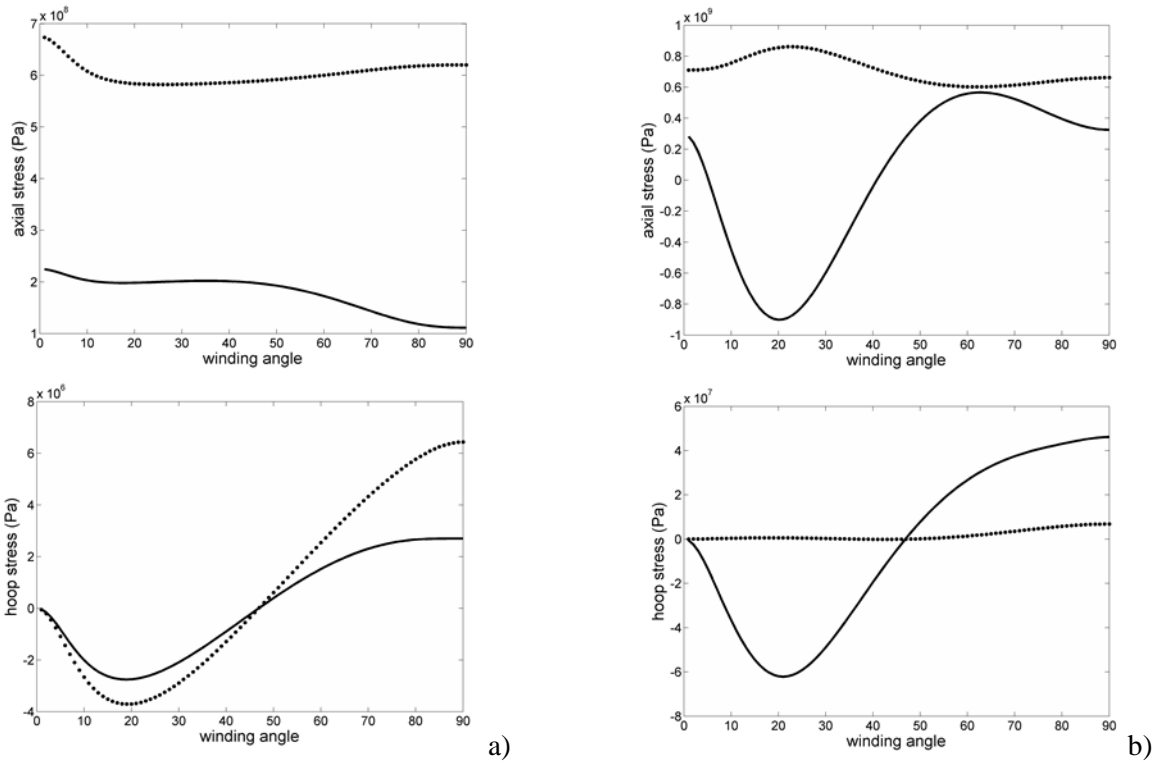 x 10^8
7
6
5
4
3
2
1
axial stress (Pa)
0 10 20 30 40 50 60 70 80 90
winding angle
x 10^9
1
0.8
0.6
0.4
0.2
0
-0.2
-0.4
-0.6
-0.8
-1
axial stress (Pa)
0 10 20 30 40 50 60 70 80 90
winding angle
x 10^6
8
6
4
2
0
-2
-4
hoop stress (Pa)
0 10 20 30 40 50 60 70 80 90
winding angle
a)
x 10^7
6
4
2
0
-2
-4
-6
-8
hoop stress (Pa)
0 10 20 30 40 50 60 70 80 90
winding angle
b)